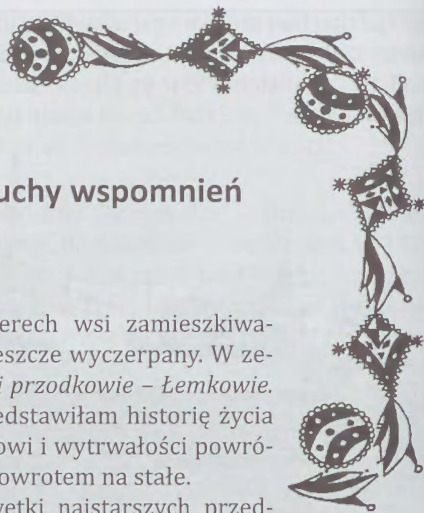 uchy wspomnień
erech wsi zamieszkiwa-
eszcze wyczerpany. W ze-
i przodkowie – Łemkowie.
edstawiłam historię życia
owi i wytrwałości powró-
owrotem na stałe.
wetki najstarszych przed-